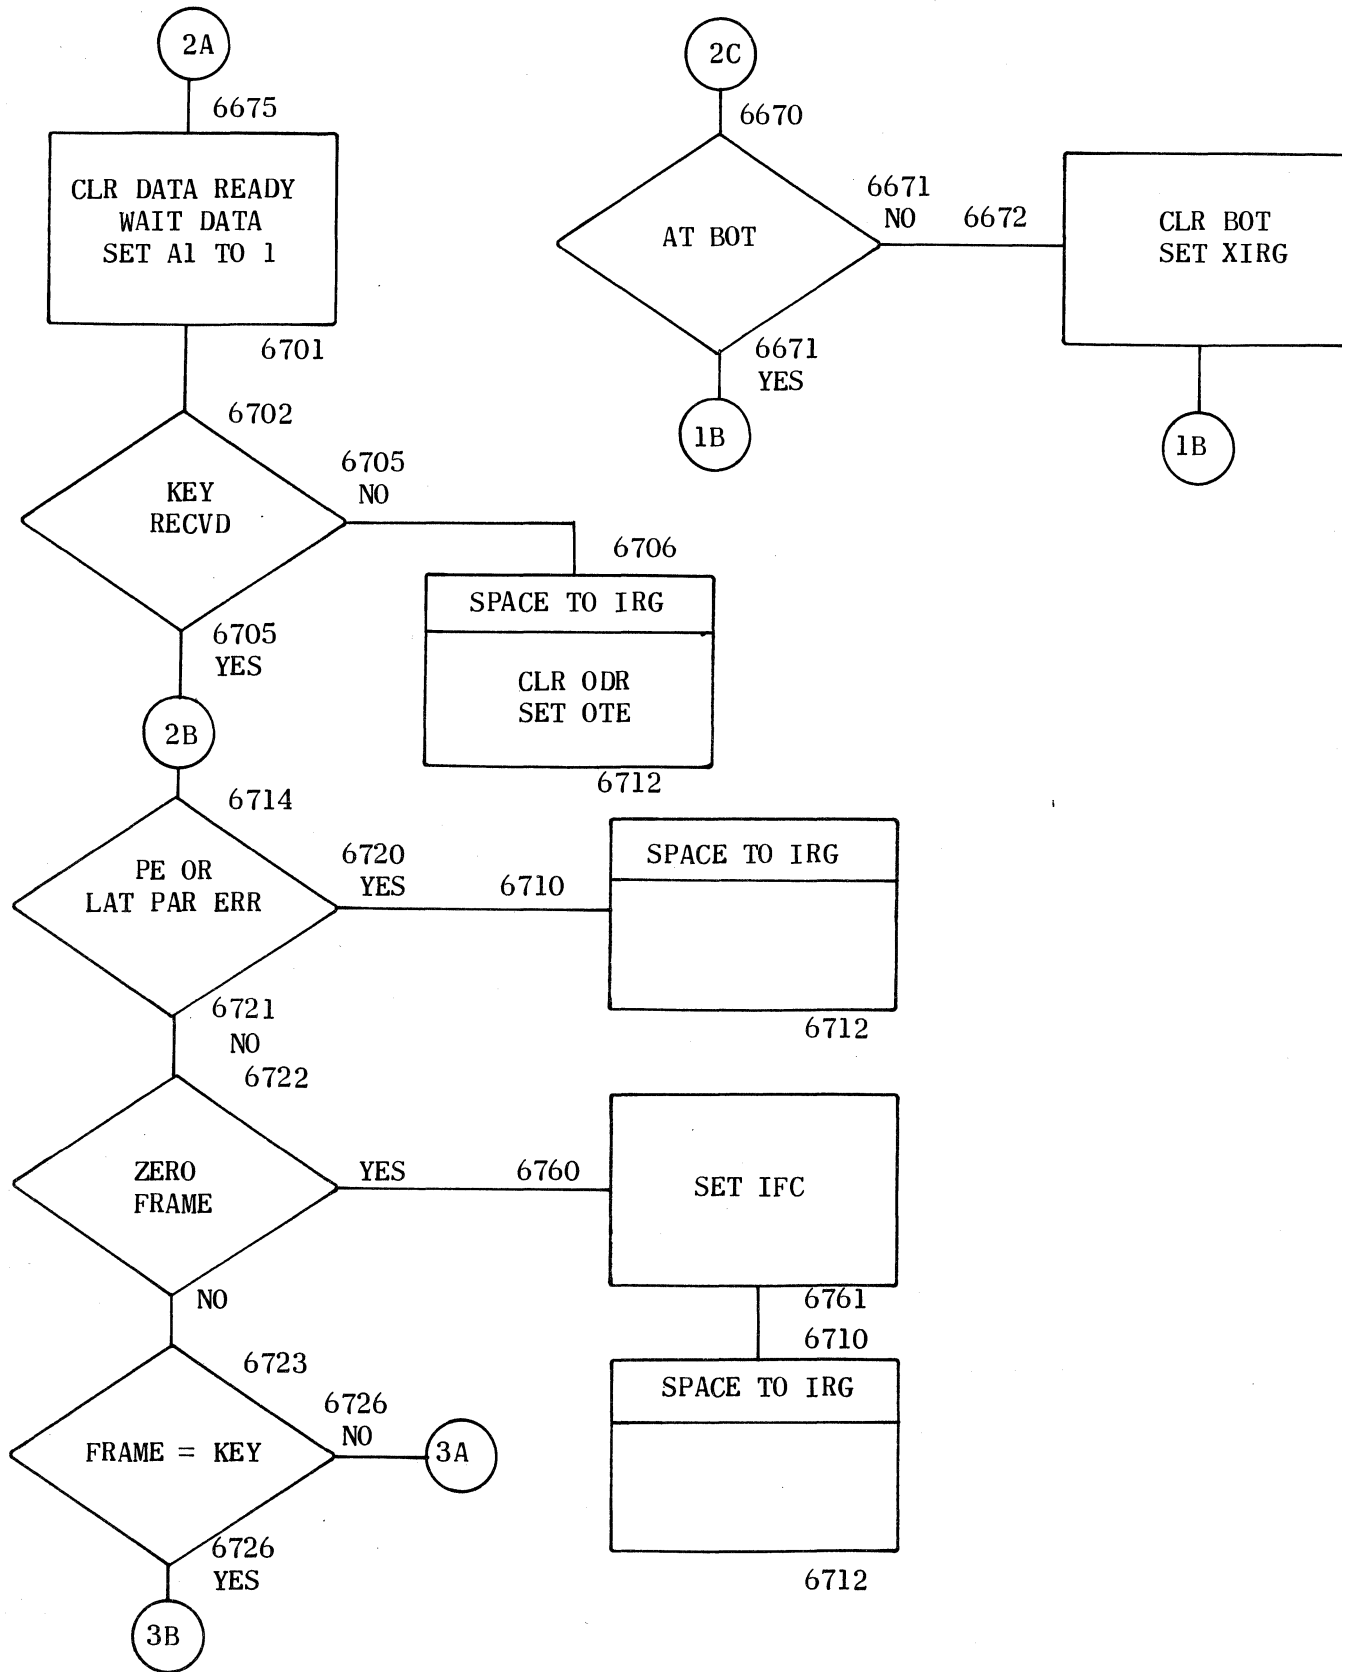 2A
6675
CLR DATA READY
WAIT DATA
SET A1 TO 1
6701
6702
KEY
RECVD
6705
NO
6706
SPACE TO IRG
CLR ODR
SET OTE
6712
6705
YES
2B
6714
PE OR
LAT PAR ERR
6720
YES
6710
SPACE TO IRG
6712
6721
NO
6722
ZERO
FRAME
YES
6760
SET IFC
6761
6710
SPACE TO IRG
6712
NO
6723
FRAME = KEY
6726
NO
3A
6726
YES
3B
2C
6670
AT BOT
6671
NO
6672
CLR BOT
SET XIRG
1B
6671
YES
1B